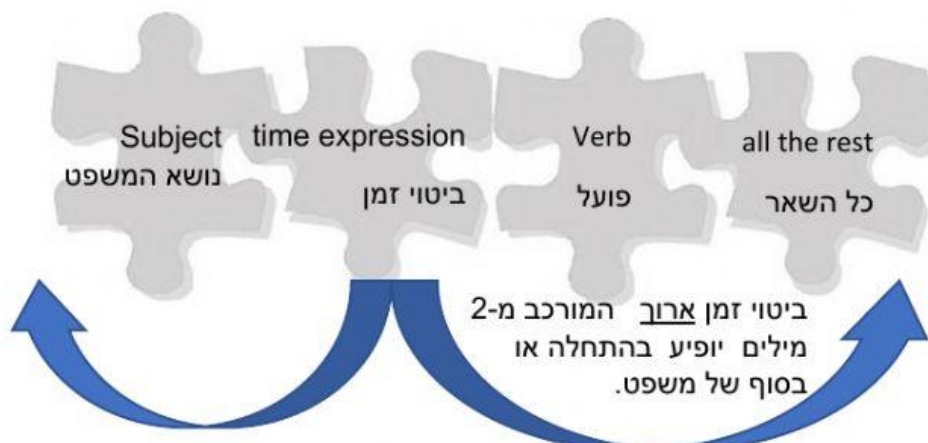 Subject
נושא המשפט
time expression
ביטוי זמן
Verb
פועל
all the rest
כל השאר
ביטוי זמן ארוך המורכב מ-2
מילים יופיע בהתחלה או
בסוף של משפט.